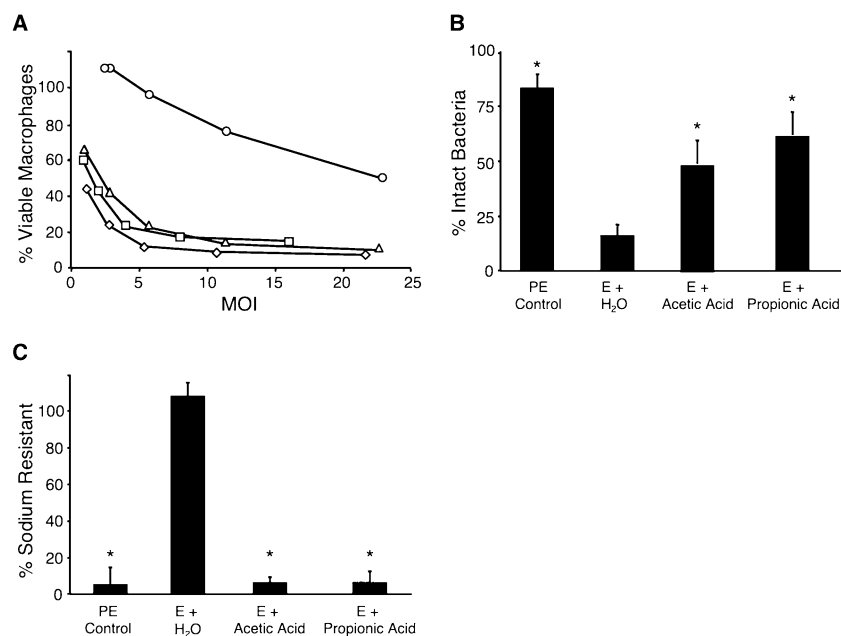 A
% Viable Macrophages
100
80
60
40
20
0
0 5 10 15 20 25
MOI
B
% Intact Bacteria
100
75
50
25
0
*
*
*
PE E + E + E +
Control H₂O Acetic Acid Propionic Acid
C
% Sodium Resistant
100
80
60
40
20
0
* * *
PE E + E + E +
Control H₂O Acetic Acid Propionic Acid